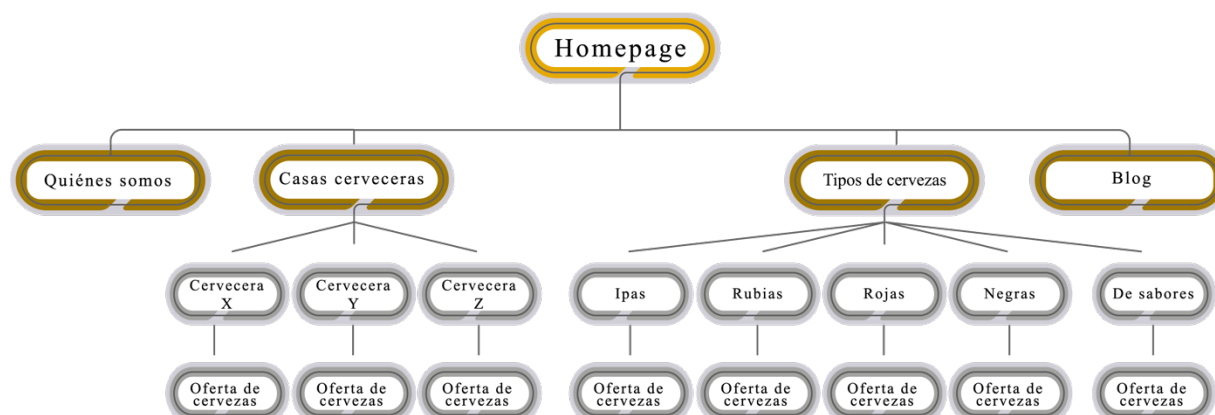 Homepage
Quiénes somos
Casas cerveceras
Tipos de cervezas
Blog
Cervecera
X
Cervecera
Y
Cervecera
Z
Ipas
Rubias
Rojas
Negras
De sabores
Oferta de
cervezas
Oferta de
cervezas
Oferta de
cervezas
Oferta de
cervezas
Oferta de
cervezas
Oferta de
cervezas
Oferta de
cervezas
Oferta de
cervezas